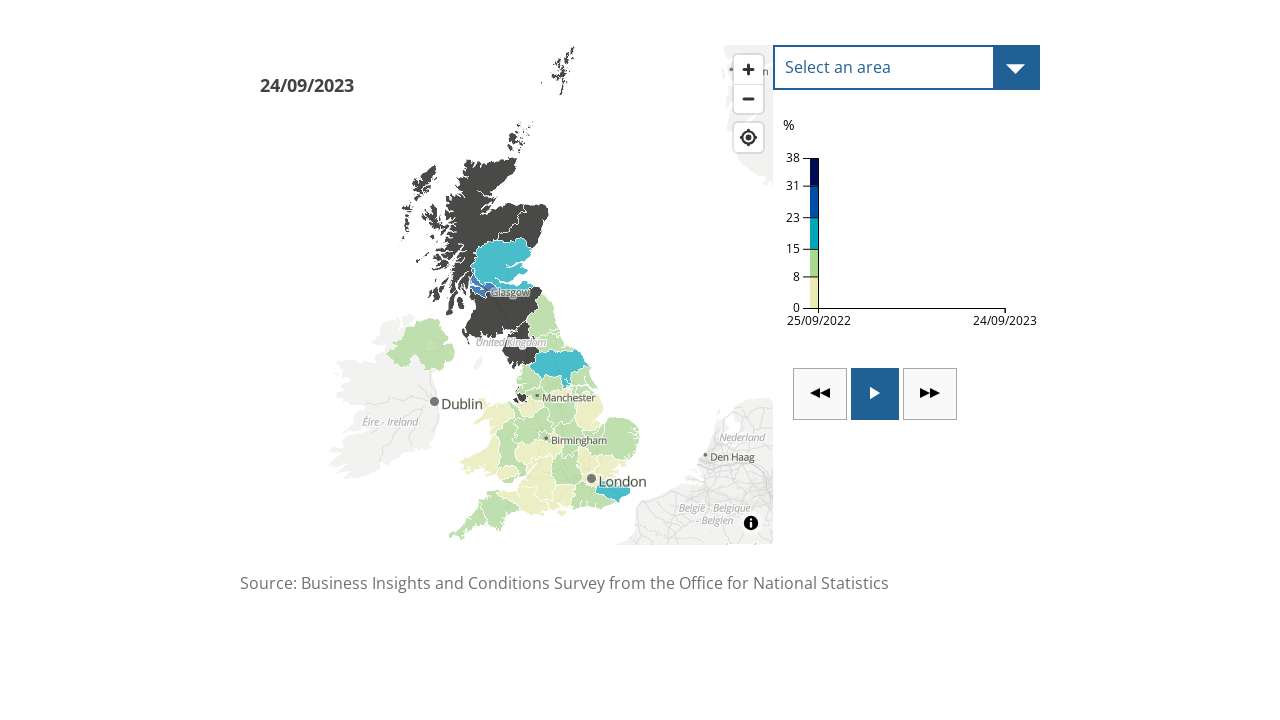 24/09/2023
Select an area
%
38
31
23
15
8
0
25/09/2022
24/09/2023
Glasgow
United Kingdom
Dublin
Éire - Ireland
Manchester
Birmingham
London
Nederland
Den Haag
België - Belgique
- Belgien
Source: Business Insights and Conditions Survey from the Office for National Statistics